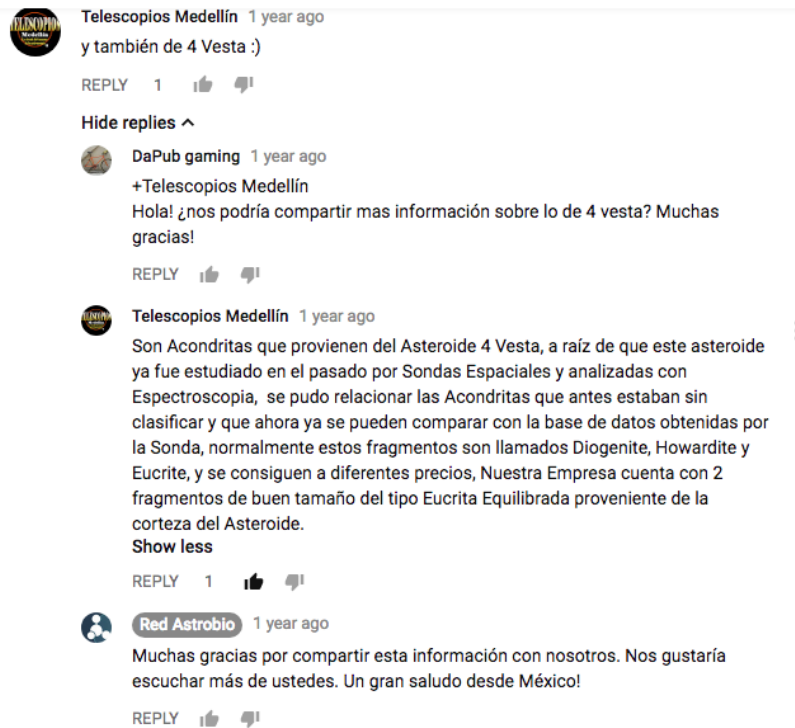 Telescopios Medellín 1 year ago
y también de 4 Vesta :)
REPLY 1
Hide replies
DaPub gaming 1 year ago
+Telescopios Medellín
Hola! ¿nos podría compartir mas información sobre lo de 4 vesta? Muchas
gracias!
REPLY
Telescopios Medellín 1 year ago
Son Acondritas que provienen del Asteroide 4 Vesta, a raíz de que este asteroide
ya fue estudiado en el pasado por Sondas Espaciales y analizadas con
Espectroscopia, se pudo relacionar las Acondritas que antes estaban sin
clasificar y que ahora ya se pueden comparar con la base de datos obtenidas por
la Sonda, normalmente estos fragmentos son llamados Diogenite, Howardite y
Eucrite, y se consiguen a diferentes precios, Nuestra Empresa cuenta con 2
fragmentos de buen tamaño del tipo Eucrita Equilibrada proveniente de la
corteza del Asteroide.
Show less
REPLY 1
Red Astrobio 1 year ago
Muchas gracias por compartir esta información con nosotros. Nos gustaría
escuchar más de ustedes. Un gran saludo desde México!
REPLY